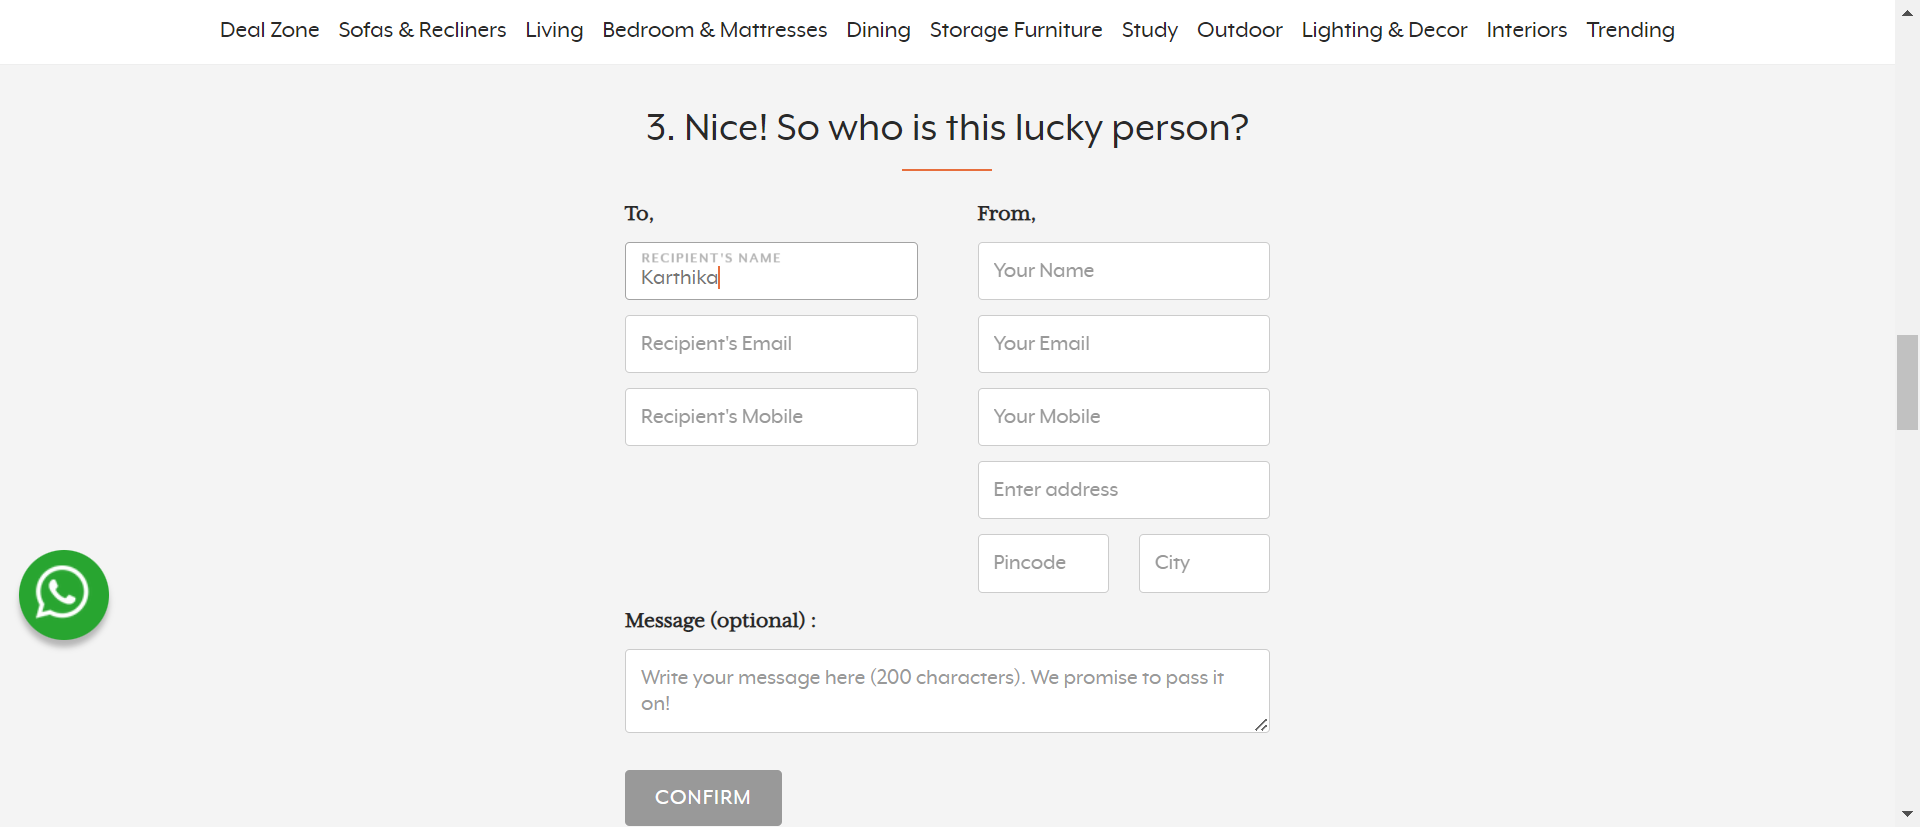 Deal Zone Sofas & Recliners Living Bedroom & Mattresses Dining Storage Furniture Study Outdoor Lighting & Decor Interiors Trending
3. Nice! So who is this lucky person?
To,
RECIPIENT'S NAME
Karthika
Recipient's Email
Recipient's Mobile
From,
Your Name
Your Email
Your Mobile
Enter address
Pincode City
Message (optional) :
Write your message here (200 characters). We promise to pass it
on!
CONFIRM